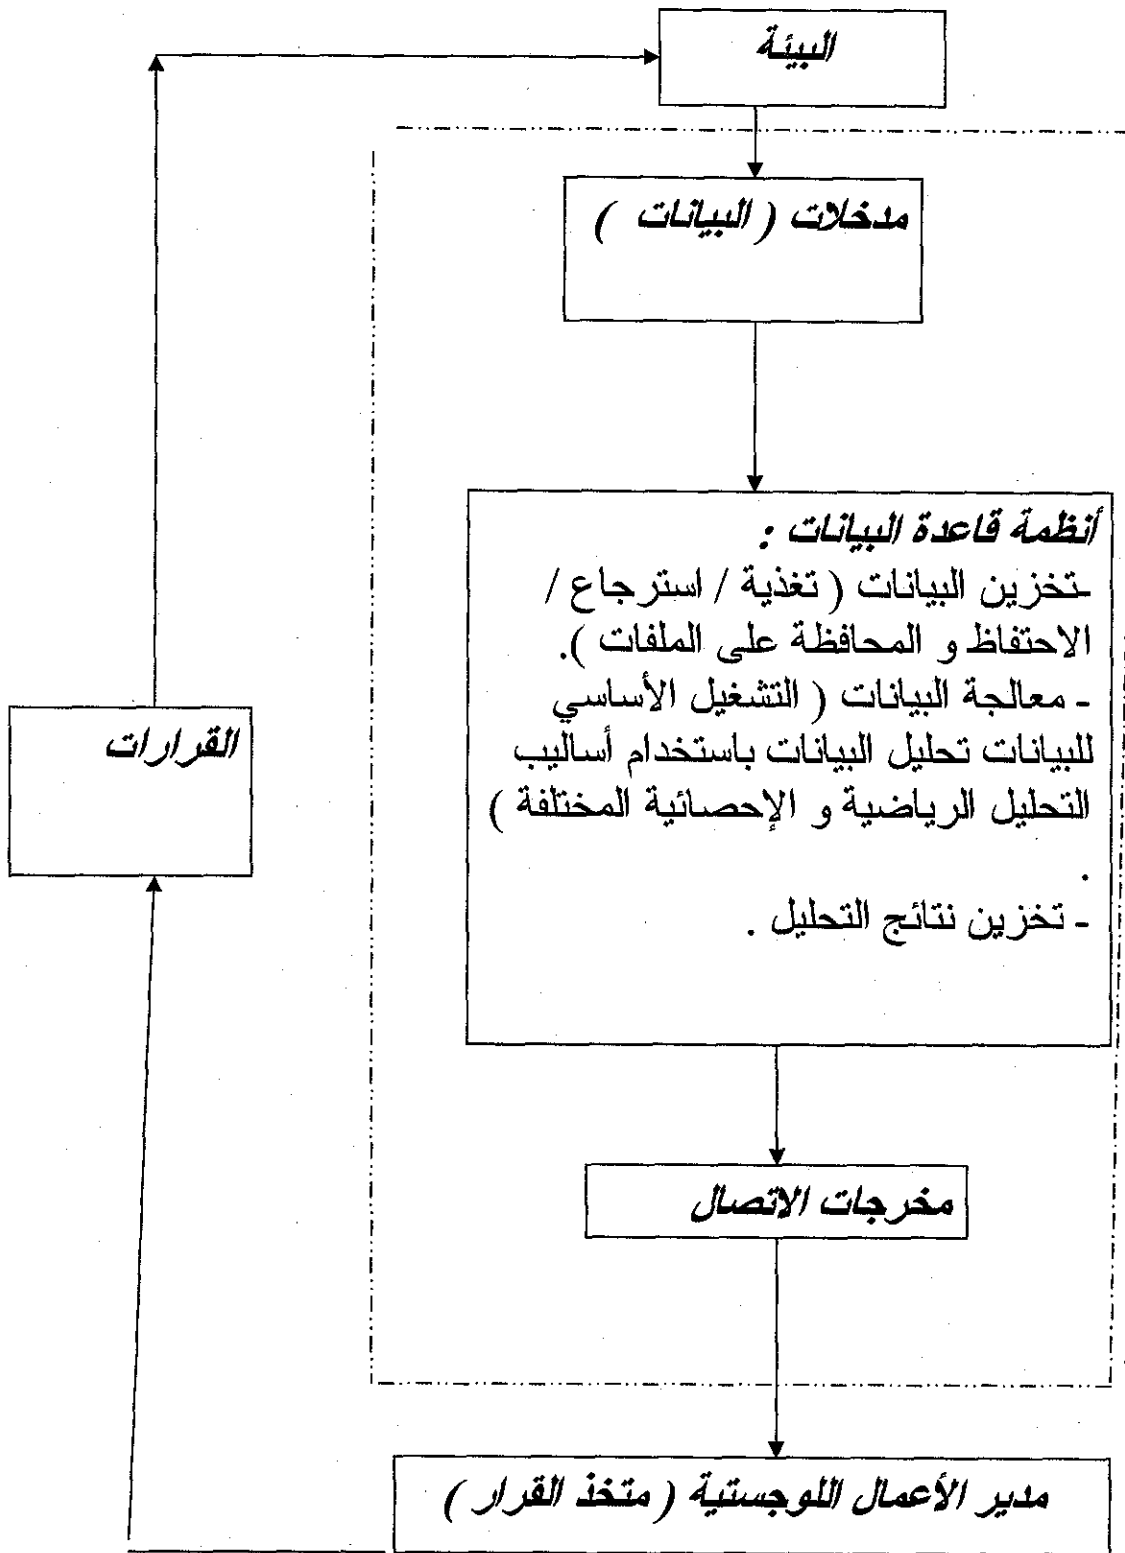 البيئة
مدخلات ( البيانات )
أنظمة قاعدة البيانات :
-تخزين البيانات ( تغذية / استرجاع /
الاحتفاظ و المحافظة على الملفات ).
- معالجة البيانات ( التشغيل الأساسي
للبيانات تحليل البيانات باستخدام أساليب
التحليل الرياضية و الإحصائية المختلفة )
.
- تخزين نتائج التحليل .
القرارات
مخرجات الاتصال
مدير الأعمال اللوجستية ( متخذ القرار )